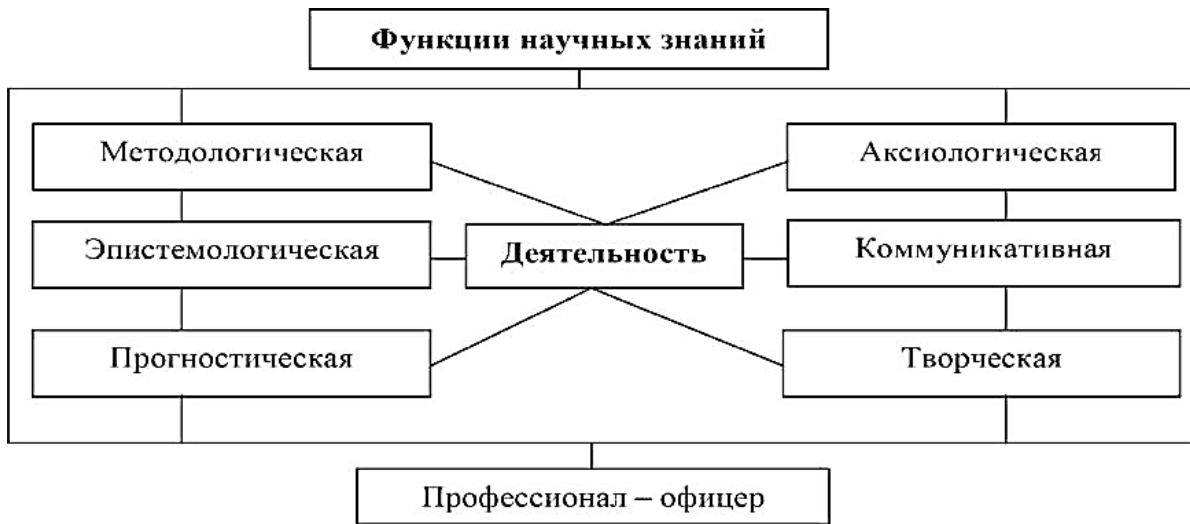 Функции научных знаний
Методологическая
Аксиологическая
Эпистемологическая
Деятельность
Коммуникативная
Прогностическая
Творческая
Профессионал – офицер